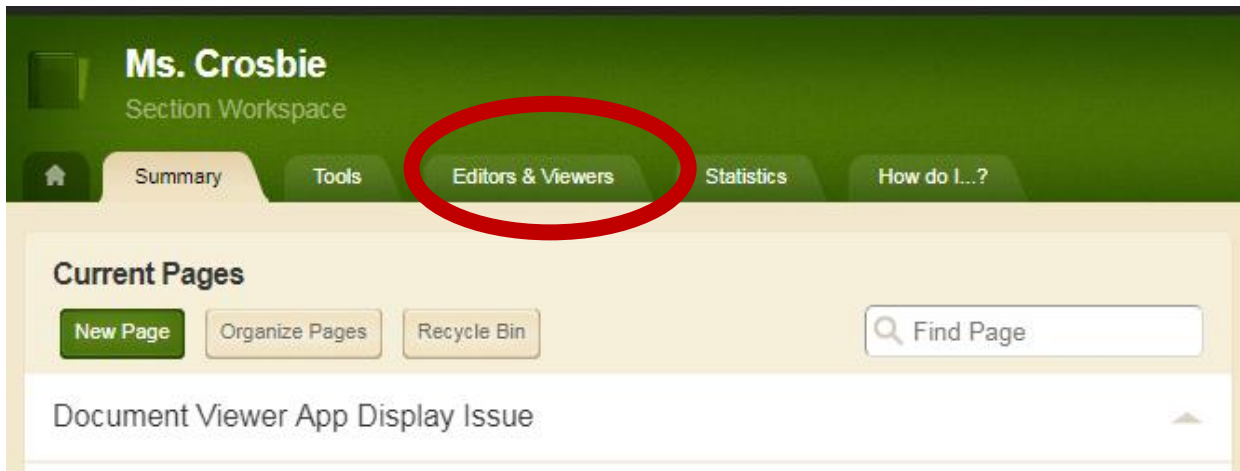 Ms. Crosbie
Section Workspace
Summary Tools Editors & Viewers Statistics How do I...?
Current Pages
New Page Organize Pages Recycle Bin Find Page
Document Viewer App Display Issue